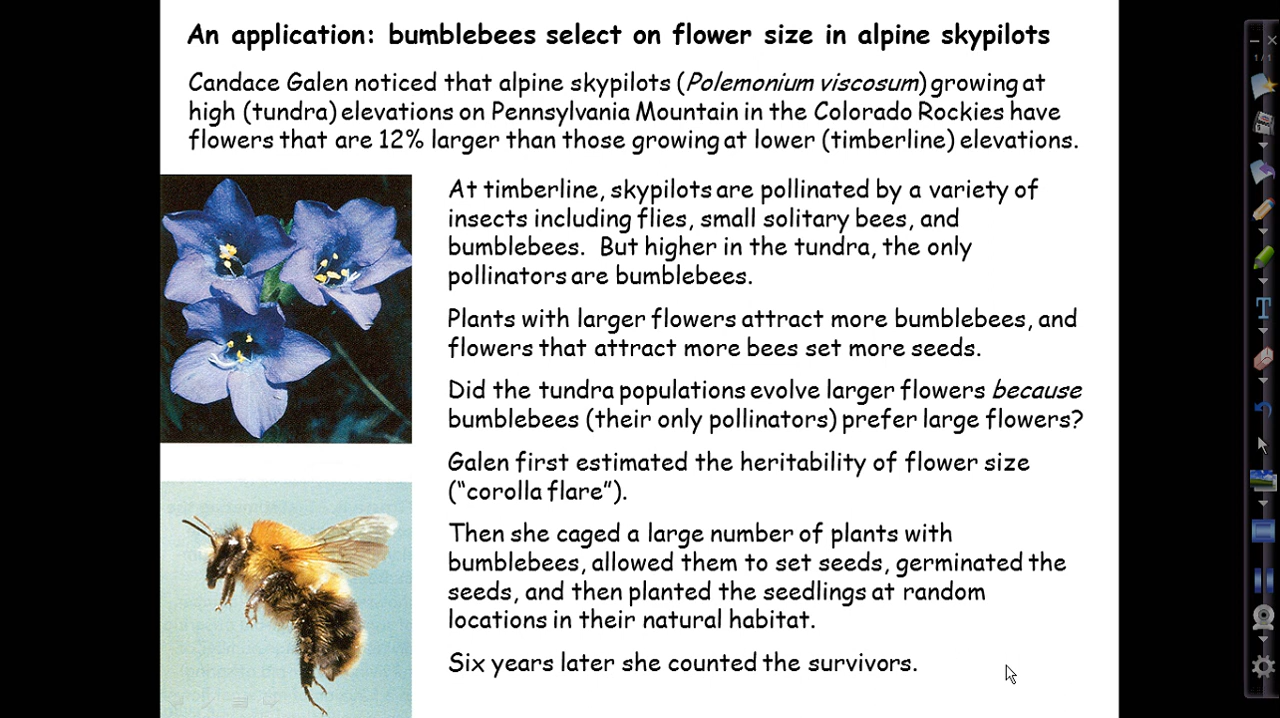 An application: bumblebees select on flower size in alpine skypilots
Candace Galen noticed that alpine skypilots (Polemonium viscosum) growing at
high (tundra) elevations on Pennsylvania Mountain in the Colorado Rockies have
flowers that are 12% larger than those growing at lower (timberline) elevations.
At timberline, skypilots are pollinated by a variety of
insects including flies, small solitary bees, and
bumblebees. But higher in the tundra, the only
pollinators are bumblebees.
Plants with larger flowers attract more bumblebees, and
flowers that attract more bees set more seeds.
Did the tundra populations evolve larger flowers because
bumblebees (their only pollinators) prefer large flowers?
Galen first estimated the heritability of flower size
(“corolla flare”).
Then she caged a large number of plants with
bumblebees, allowed them to set seeds, germinated the
seeds, and then planted the seedlings at random
locations in their natural habitat.
Six years later she counted the survivors.
1/1
T